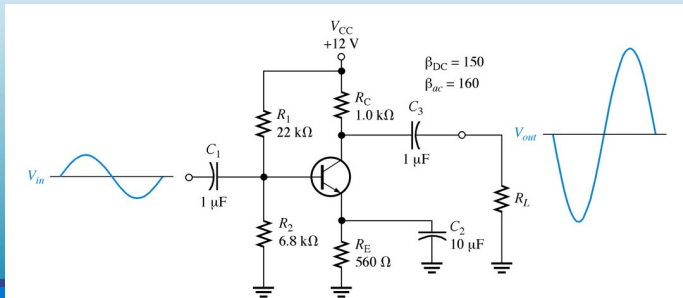 V_CC
+12 V
β_DC = 150
β_ac = 160
R_C
1.0 kΩ
C_3
1 μF
R_1
22 kΩ
C_1
1 μF
V_in
V_out
R_L
R_2
6.8 kΩ
R_E
560 Ω
C_2
10 μF